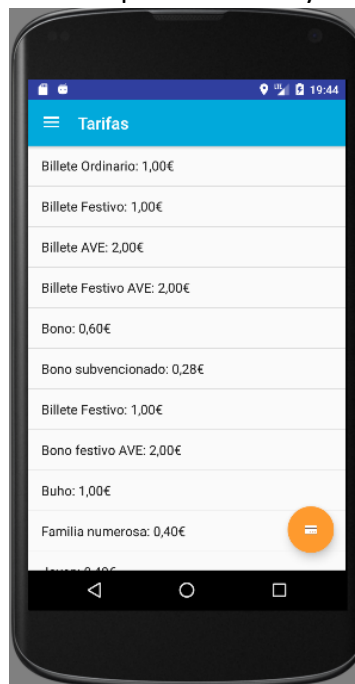 19:44
Tarifas
Billete Ordinario: 1,00€
Billete Festivo: 1,00€
Billete AVE: 2,00€
Billete Festivo AVE: 2,00€
Bono: 0,60€
Bono subvencionado: 0,28€
Billete Festivo: 1,00€
Bono festivo AVE: 2,00€
Buho: 1,00€
Familia numerosa: 0,40€